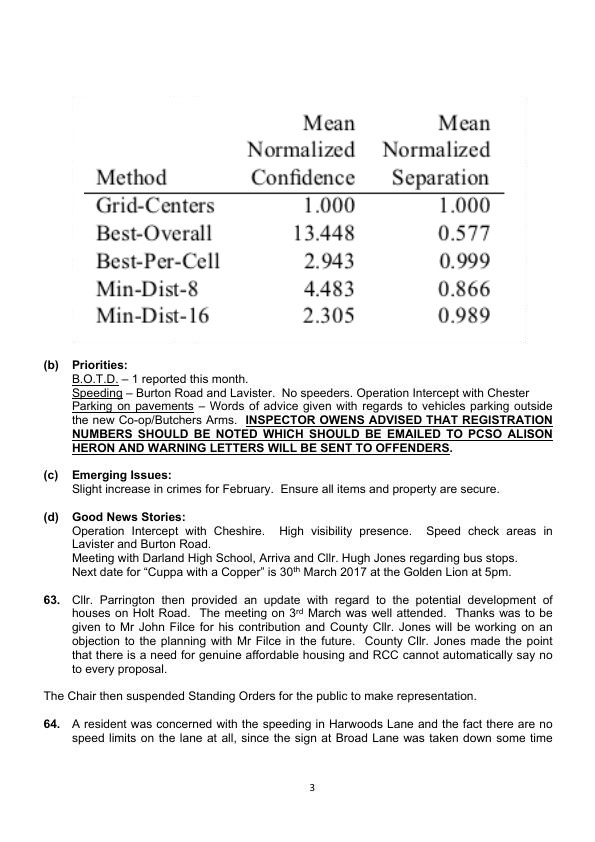 Mean Mean
Normalized Normalized
Method Confidence Separation
Grid-Centers 1.000 1.000
Best-Overall 13.448 0.577
Best-Per-Cell 2.943 0.999
Min-Dist-8 4.483 0.866
Min-Dist-16 2.305 0.989
(b) Priorities:
B.O.T.D. – 1 reported this month.
Speeding – Burton Road and Lavister. No speeders. Operation Intercept with Chester
Parking on pavements – Words of advice given with regards to vehicles parking outside
the new Co-op/Butchers Arms. INSPECTOR OWENS ADVISED THAT REGISTRATION
NUMBERS SHOULD BE NOTED WHICH SHOULD BE EMAILED TO PCSO ALISON
HERON AND WARNING LETTERS WILL BE SENT TO OFFENDERS.
(c) Emerging Issues:
Slight increase in crimes for February. Ensure all items and property are secure.
(d) Good News Stories:
Operation Intercept with Cheshire. High visibility presence. Speed check areas in
Lavister and Burton Road.
Meeting with Darland High School, Arriva and Cllr. Hugh Jones regarding bus stops.
Next date for “Cuppa with a Copper” is 30th March 2017 at the Golden Lion at 5pm.
63. Cllr. Parrington then provided an update with regard to the potential development of
houses on Holt Road. The meeting on 3rd March was well attended. Thanks was to be
given to Mr John Filce for his contribution and County Cllr. Jones will be working on an
objection to the planning with Mr Filce in the future. County Cllr. Jones made the point
that there is a need for genuine affordable housing and RCC cannot automatically say no
to every proposal.
The Chair then suspended Standing Orders for the public to make representation.
64. A resident was concerned with the speeding in Harwoods Lane and the fact there are no
speed limits on the lane at all, since the sign at Broad Lane was taken down some time
3